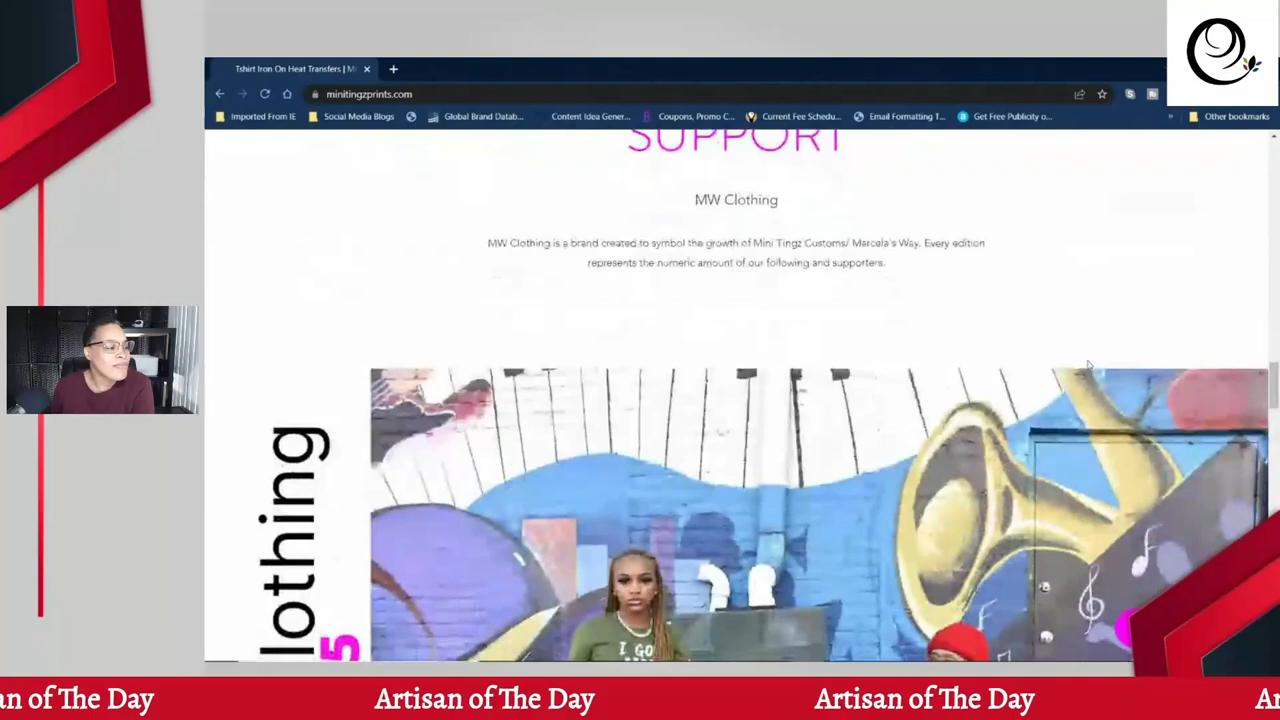 Tshirt Iron On Heat Transfers | M
minitingzprints.com
Imported From IE
Social Media Blogs
Global Brand Datab...
Content Idea Gener...
Coupons, Promo C...
Current Fee Schedu...
Email Formatting T...
Get Free Publicity o...
» Other bookmarks
SUPPORT
MW Clothing
MW Clothing is a brand created to symbol the growth of Mini Tingz Customs/ Marcela's Way. Every edition
represents the numeric amount of our following and supporters.
lothing
5
I GO
an of The Day Artisan of The Day Artisan of The Day Ar